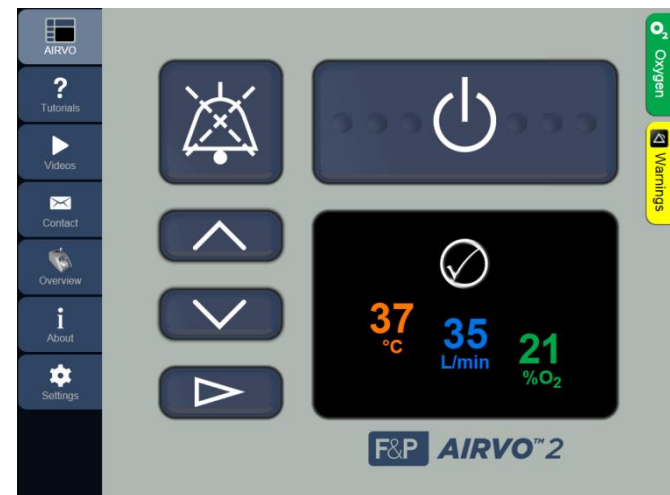 AIRVO
?
Tutorials
Videos
Contact
Overview
i
About
Settings
O₂ Oxygen
Warnings
37
°C
35
L/min
21
%O₂
F&P AIRVO™ 2